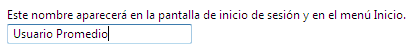 Este nombre aparecerá en la pantalla de inicio de sesión y en el menú Inicio.
Usuario Promedio